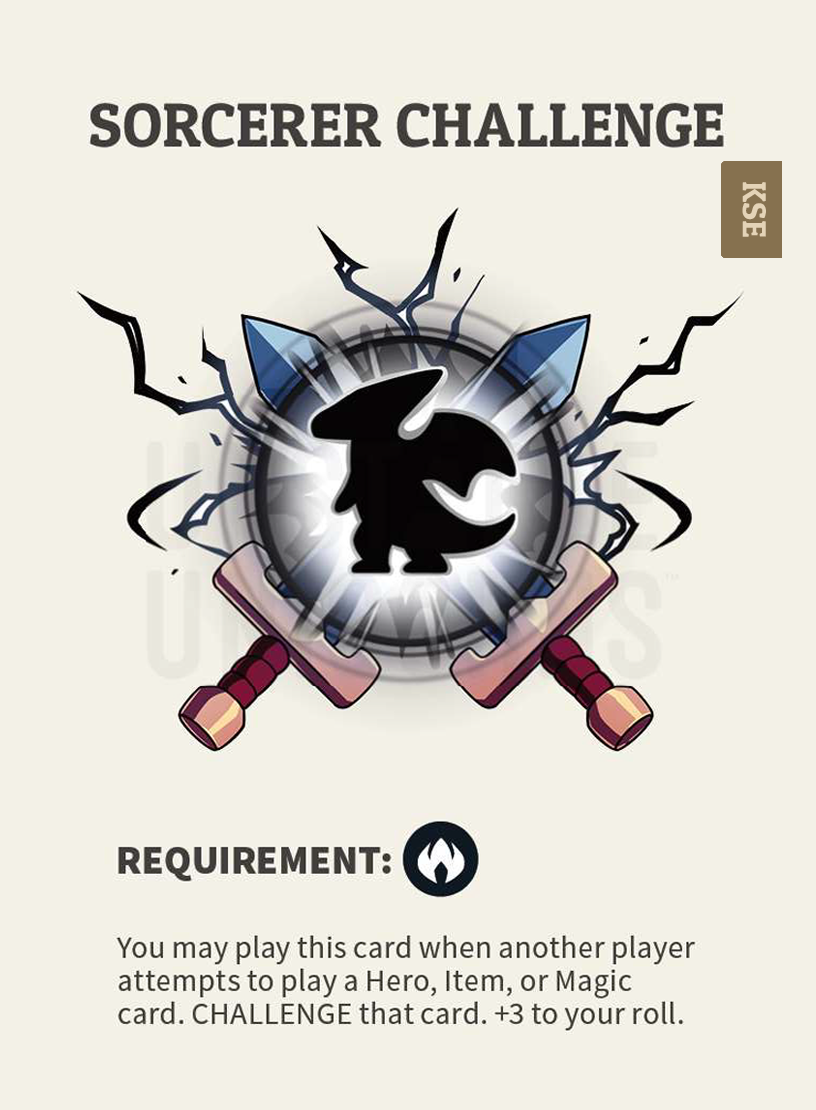 SORCERER CHALLENGE
KSE
REQUIREMENT:
You may play this card when another player
attempts to play a Hero, Item, or Magic
card. CHALLENGE that card. +3 to your roll.